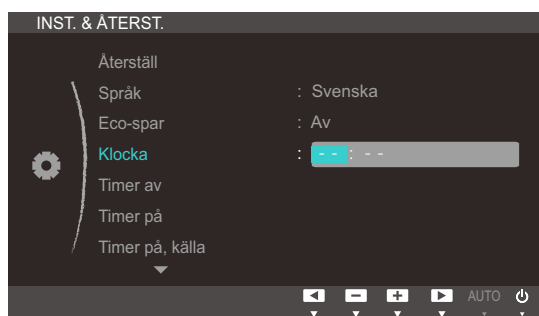 INST. & ÅTERST.
Återställ
Språk : Svenska
Eco-spar : Av
Klocka : - - : - -
Timer av
Timer på
Timer på, källa
AUTO